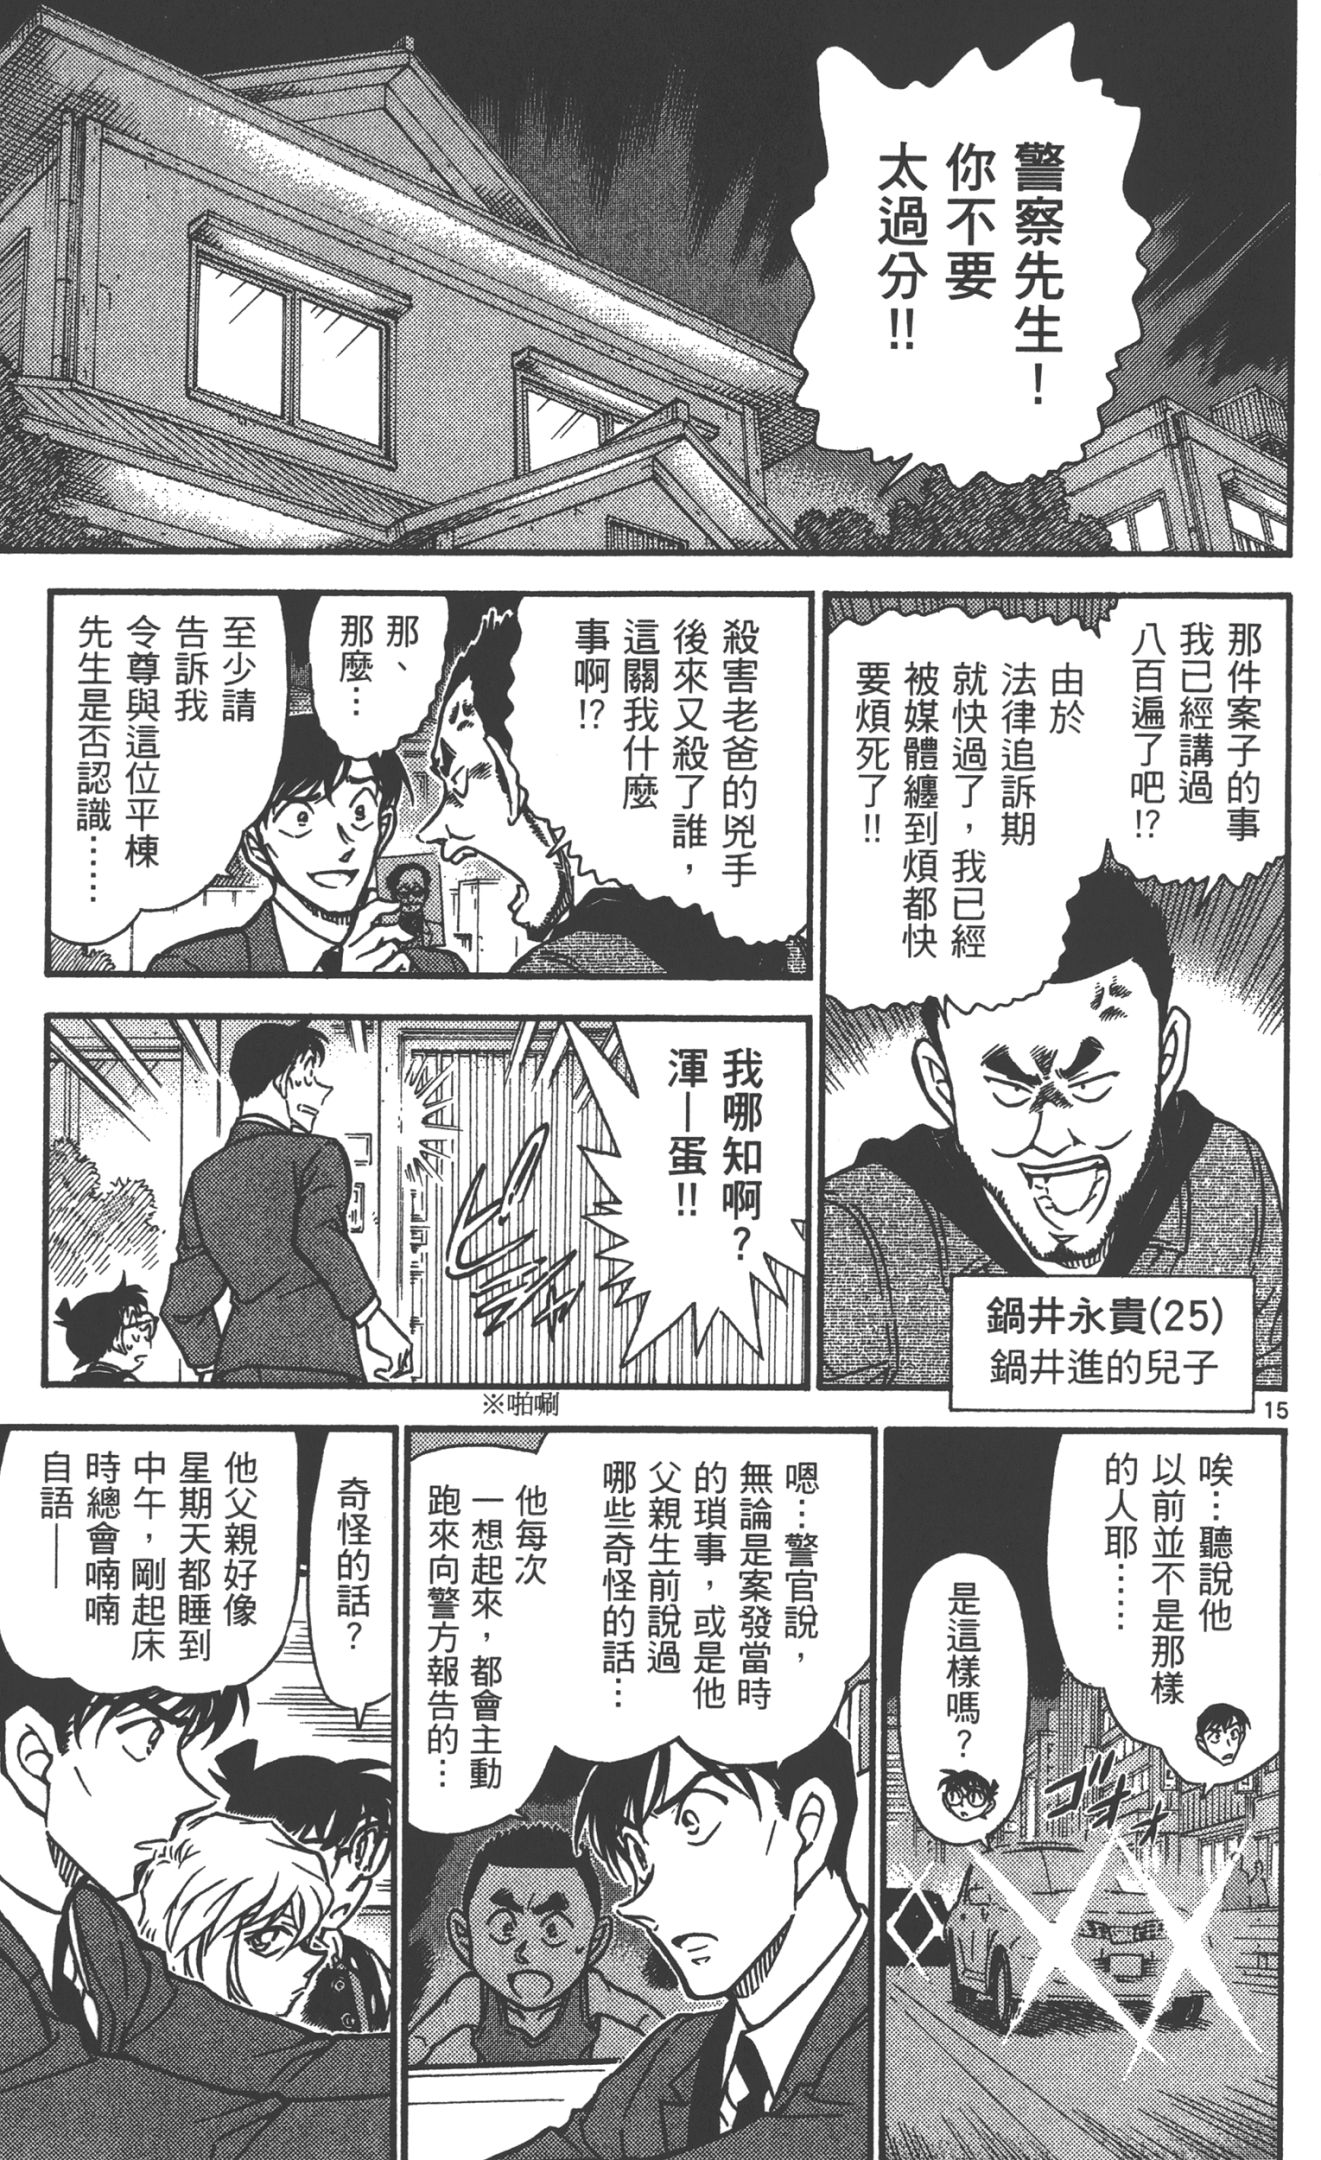 警察先生！
你不要
太過分!!
那件案子的事
我已經講過
八百遍了吧!?
由於
法律追訴期
就快過了，我已經
被媒體纏到煩都快
要煩死了!!
鍋井永貴(25)
鍋井進的兒子
殺害老爸的兇手
後來又殺了誰，
這關我什麼
事啊!?
那、
那麼…
至少請
告訴我
令尊與這位平棟
先生是否認識……
我哪知啊？
渾—蛋!!
ピシャ
※啪唰
15
唉…聽說他
以前並不是那樣
的人耶……
是這樣嗎？
ゴオオ
嗯…警官說，
無論是案發當時
的瑣事，或是他
父親生前說過
哪些奇怪的話…
他每次
一想起來，都會主動
跑來向警方報告的…
奇怪的話？
他父親好像
星期天都睡到
中午，剛起床
時總會喃喃
自語——